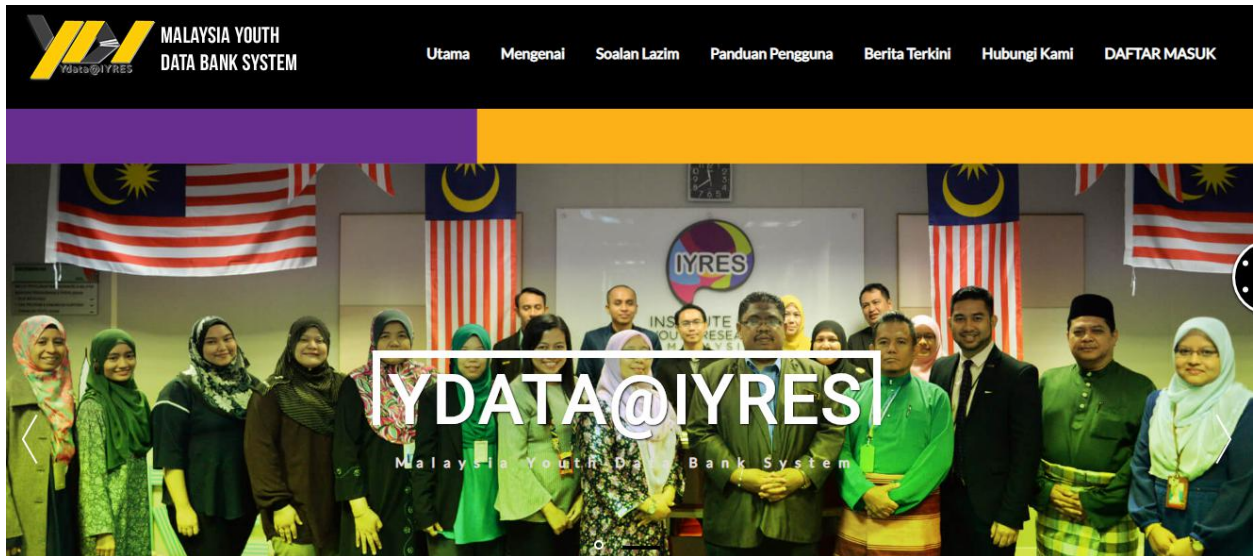 MALAYSIA YOUTH
DATA BANK SYSTEM
Ydata@IYRES
Utama Mengenai Soalan Lazim Panduan Pengguna Berita Terkini Hubungi Kami DAFTAR MASUK
IYRES
YDATA@IYRES
Malaysia Youth Data Bank System